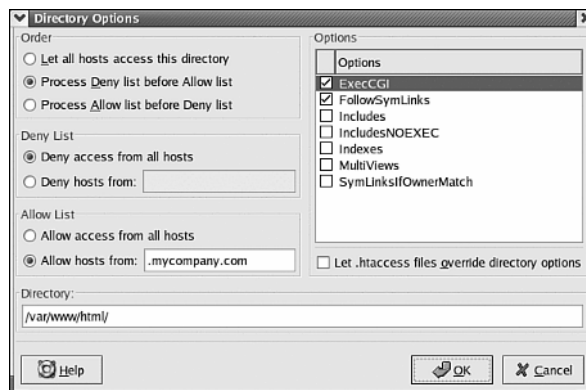 Directory Options
Order
Let all hosts access this directory
Process Deny list before Allow list
Process Allow list before Deny list
Deny List
Deny access from all hosts
Deny hosts from:
Allow List
Allow access from all hosts
Allow hosts from: .mycompany.com
Options
Options
ExecCGI
FollowSymLinks
Includes
IncludesNOEXEC
Indexes
MultiViews
SymLinksIfOwnerMatch
Let .htaccess files override directory options
Directory:
/var/www/html/
Help
OK
Cancel